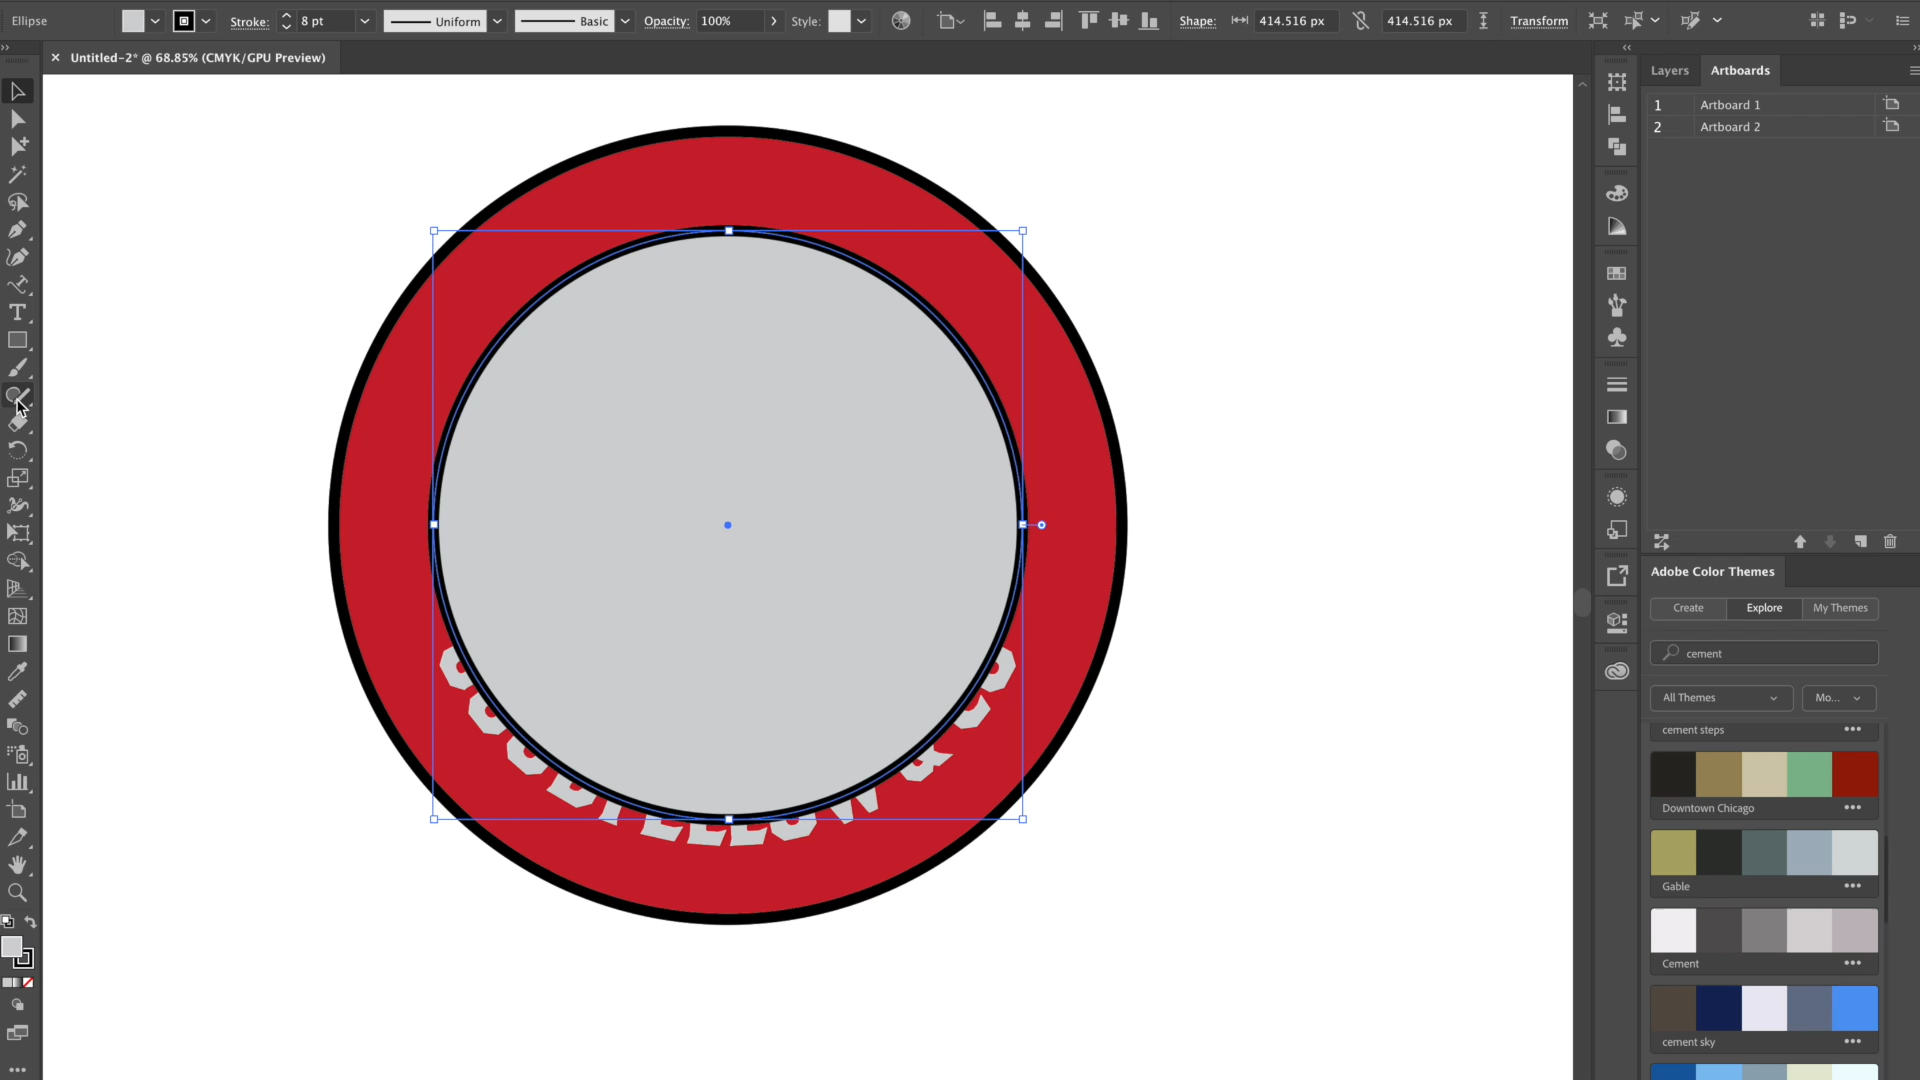 Ellipse Stroke: 8 pt Uniform Basic Opacity: 100% Style: Shape: 414.516 px 414.516 px Transform
Untitled-2* @ 68.85% (CMYK/GPU Preview)
Layers Artboards
1 Artboard 1
2 Artboard 2
Adobe Color Themes
Create Explore My Themes
cement
All Themes Mo...
cement steps
Downtown Chicago
Gable
Cement
cement sky